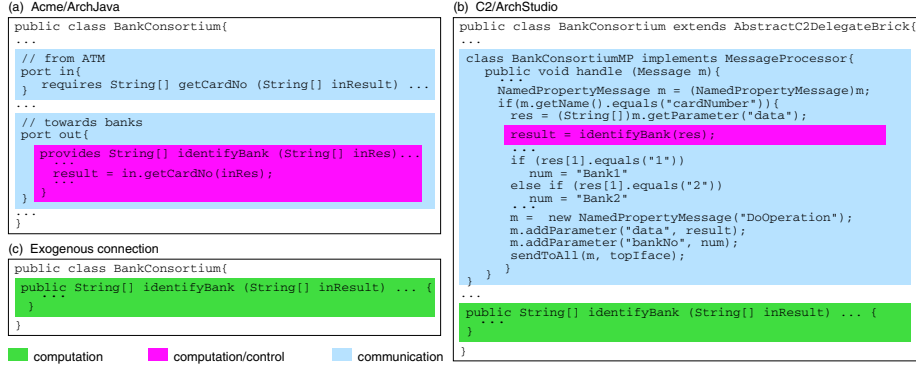 (a) Acme/ArchJava
public class BankConsortium{
...
// from ATM
port in{
requires String[] getCardNo (String[] inResult) ...
}
...
// towards banks
port out{
provides String[] identifyBank (String[] inRes)...
...
result = in.getCardNo(inRes);
...
}
}
...
}
(c) Exogenous connection
public class BankConsortium{
public String[] identifyBank (String[] inResult) ... {
...
}
}
(b) C2/ArchStudio
public class BankConsortium extends AbstractC2DelegateBrick{
...
class BankConsortiumMP implements MessageProcessor{
public void handle (Message m){
...
NamedPropertyMessage m = (NamedPropertyMessage)m;
if(m.getName().equals("cardNumber")){
res = (String[])m.getParameter("data");
result = identifyBank(res);
...
if (res[1].equals("1"))
num = "Bank1"
else if (res[1].equals("2"))
num = "Bank2"
...
m =  new NamedPropertyMessage("DoOperation");
m.addParameter("data", result);
m.addParameter("bankNo", num);
sendToAll(m, topIface);
}
}
}
...
public String[] identifyBank (String[] inResult) ... {
...
}
}
computation
computation/control
communication